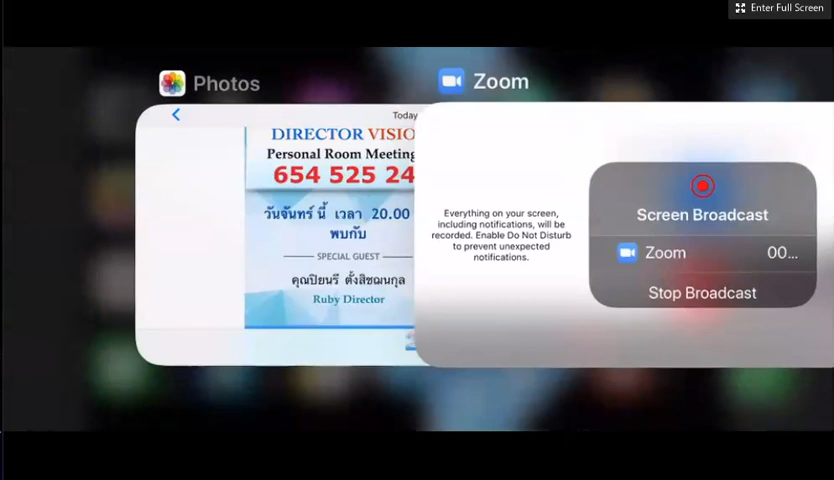 Enter Full Screen
Photos
Zoom
Today
DIRECTOR VISIO
Personal Room Meeting
654 525 24
วันจันทร์ นี้ เวลา 20.00
พบกับ
SPECIAL GUEST
คุณปิยนรี ตั้งสิชฌนกุล
Ruby Director
Everything on your screen,
including notifications, will be
recorded. Enable Do Not Disturb
to prevent unexpected
notifications.
Screen Broadcast
Zoom 00...
Stop Broadcast